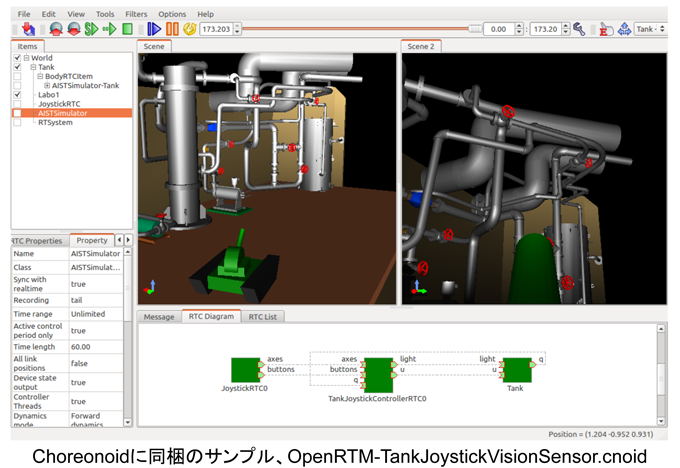 File Edit View Tools Filters Options Help
173.203 0.00 : 173.20 Tank -
Items
World
Tank
BodyRTCItem
AISTSimulator-Tank
Labo1
JoystickRTC
AISTSimulator
RTSystem
Scene
Scene 2
RTC Properties Property
Name AISTSimulator
Class AISTSimulat...
Sync with realtime true
Recording tail
Time range Unlimited
Active control period only true
Time length 60.00
All link positions false
Device state output true
Controller Threads true
Dynamics mode Forward dynamics
Message RTC Diagram RTC List
axes axes light light q
buttons buttons u u
q
JoystickRTC0
TankJoystickControllerRTC0
Tank
Position = (1.204 -0.952 0.931)
Choreonoidに同梱のサンプル、OpenRTM-TankJoystickVisionSensor.cnoid